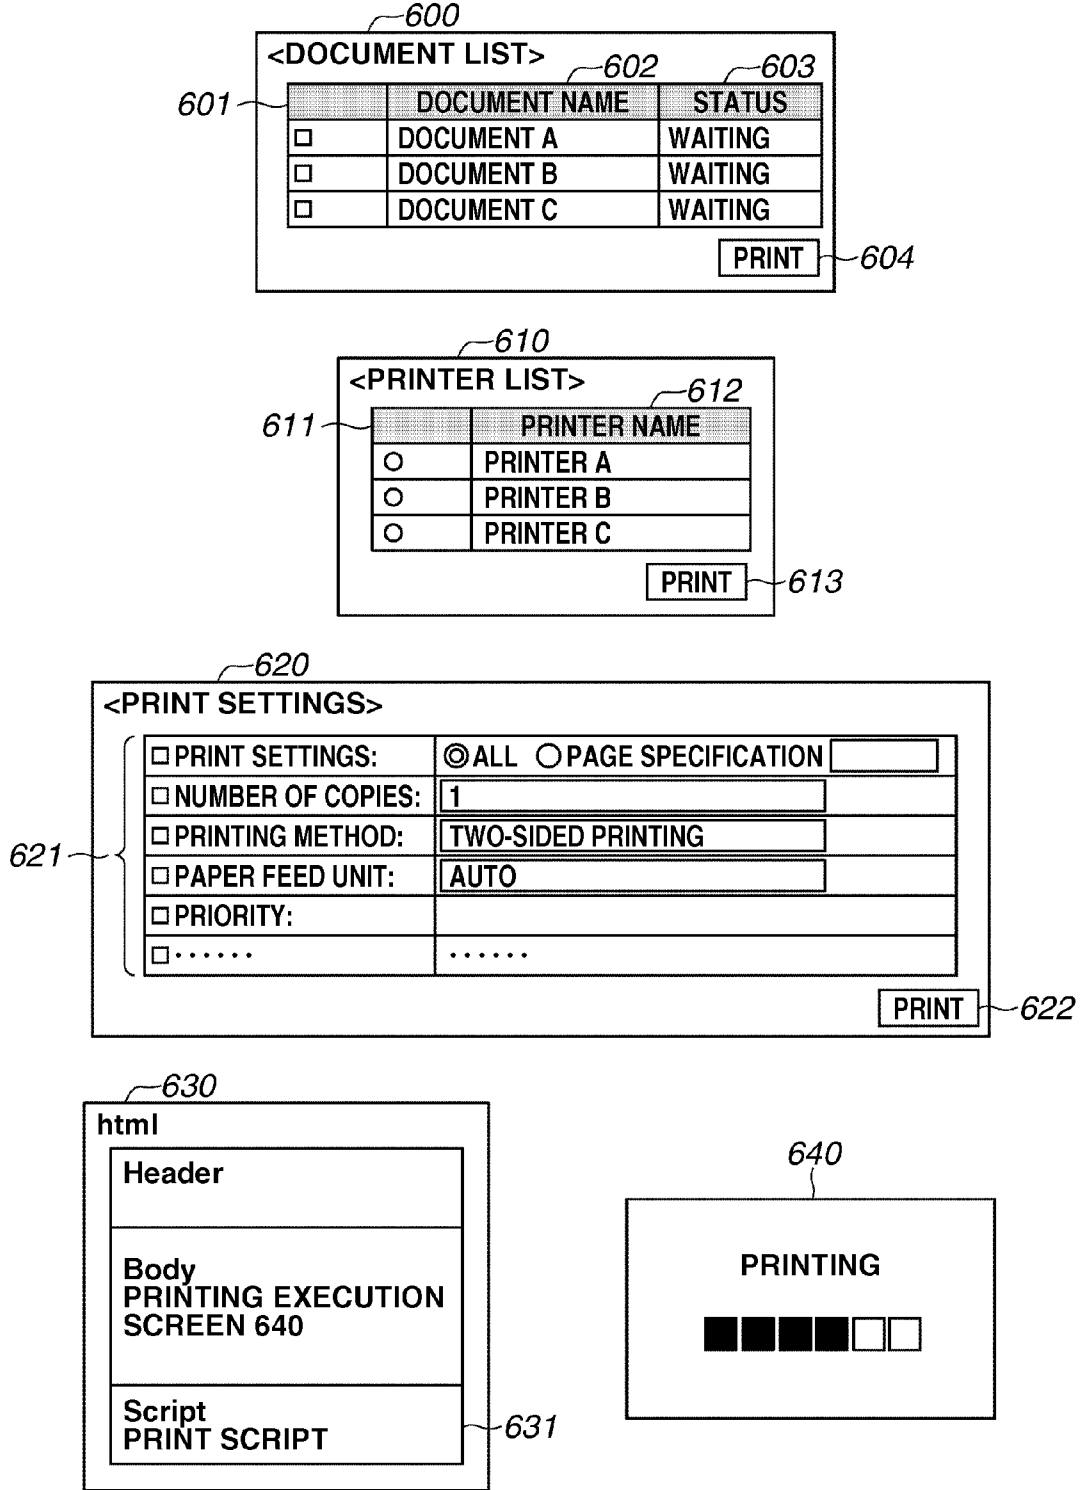 600
<DOCUMENT LIST>
602
603
601
DOCUMENT NAME STATUS
DOCUMENT A WAITING
DOCUMENT B WAITING
DOCUMENT C WAITING
PRINT 604
610
<PRINTER LIST>
612
611
PRINTER NAME
PRINTER A
PRINTER B
PRINTER C
PRINT 613
620
<PRINT SETTINGS>
PRINT SETTINGS: ALL PAGE SPECIFICATION
NUMBER OF COPIES: 1
PRINTING METHOD: TWO-SIDED PRINTING
621
PAPER FEED UNIT: AUTO
PRIORITY:
...... ......
PRINT 622
630
html
Header
Body
PRINTING EXECUTION
SCREEN 640
Script
PRINT SCRIPT
631
640
PRINTING